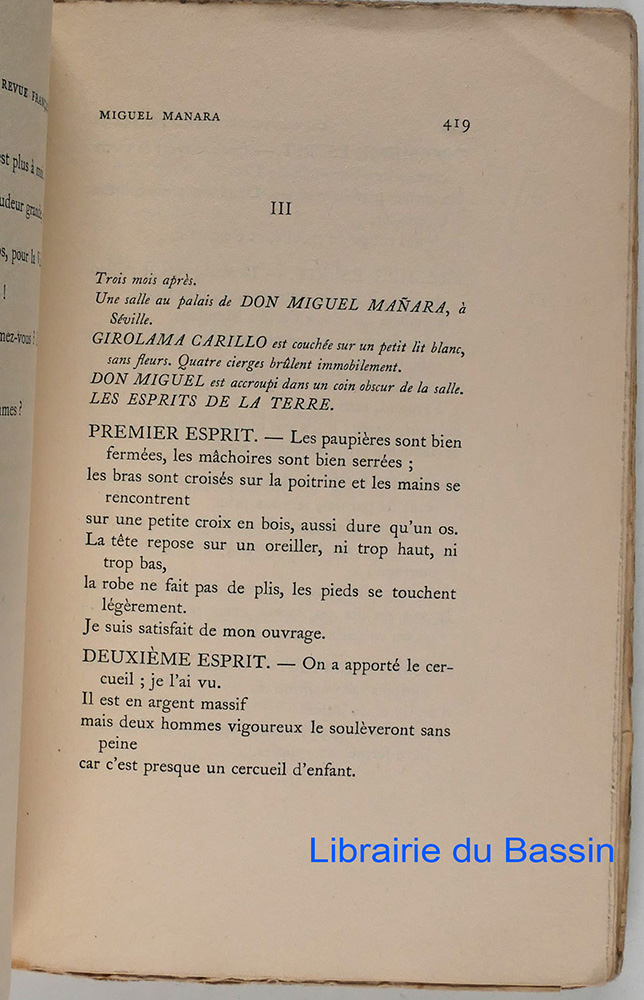 REVUE
st plus à
udeur grande
s, pour la
!
mez-vous?
mes?
MIGUEL MANARA
419
III
Trois mois après.
Une salle au palais de DON MIGUEL MAÑARA, à
Séville.
GIROLAMA CARILLO est couchée sur un petit lit blanc,
sans fleurs. Quatre cierges brûlent immobilement.
DON MIGUEL est accroupi dans un coin obscur de la salle.
LES ESPRITS DE LA TERRE.
PREMIER ESPRIT. — Les paupières sont bien
fermées, les mâchoires sont bien serrées ;
les bras sont croisés sur la poitrine et les mains se
rencontrent
sur une petite croix en bois, aussi dure qu'un os.
La tête repose sur un oreiller, ni trop haut, ni
trop bas,
la robe ne fait pas de plis, les pieds se touchent
légèrement.
Je suis satisfait de mon ouvrage.
DEUXIÈME ESPRIT. — On a apporté le cer-
cueil ; je l'ai vu.
Il est en argent massif
mais deux hommes vigoureux le soulèveront sans
peine
car c'est presque un cercueil d'enfant.
Librairie du Bassin